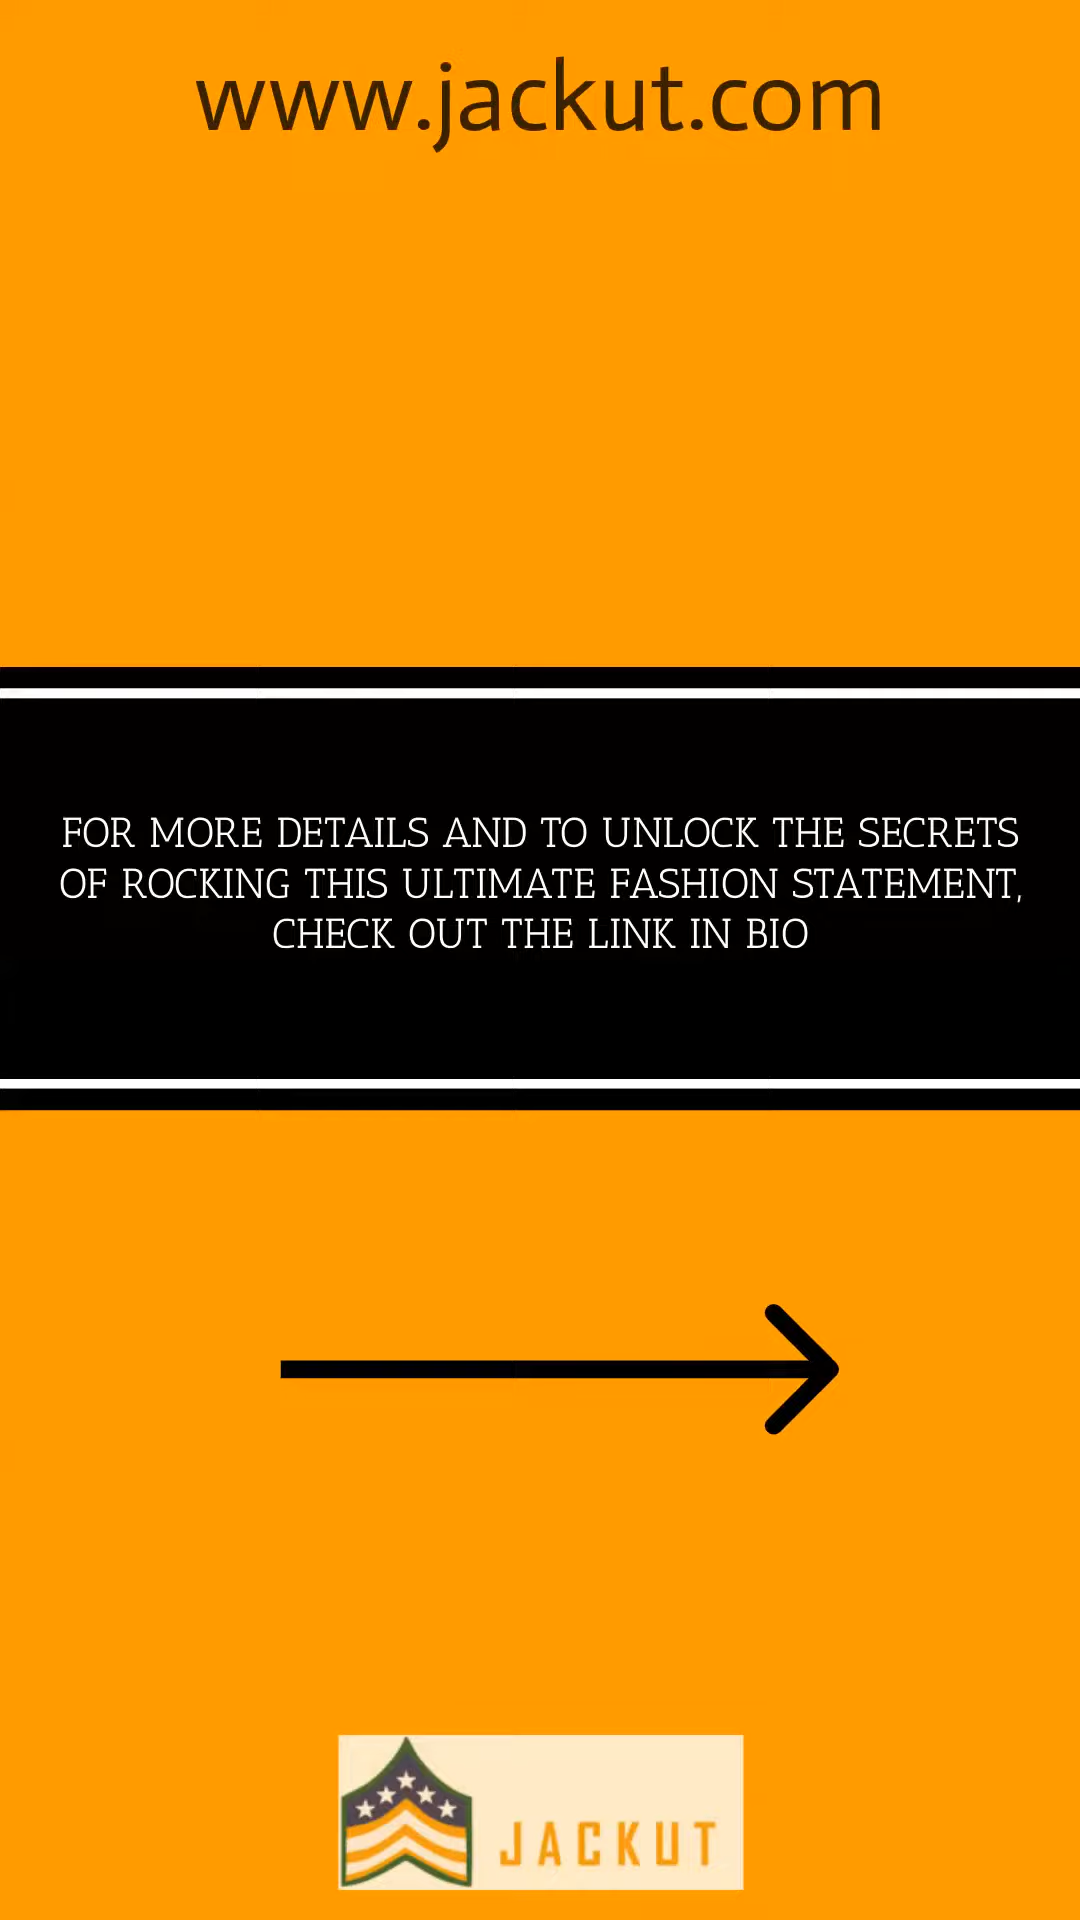 www.jackut.com
FOR MORE DETAILS AND TO UNLOCK THE SECRETS
OF ROCKING THIS ULTIMATE FASHION STATEMENT,
CHECK OUT THE LINK IN BIO
JACKUT